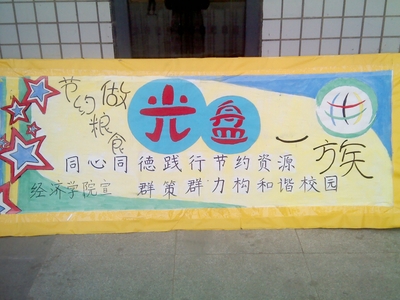 节约粮食
做光盘一族
同心同德践行节约资源
经济学院宣 群策群力构和谐校园